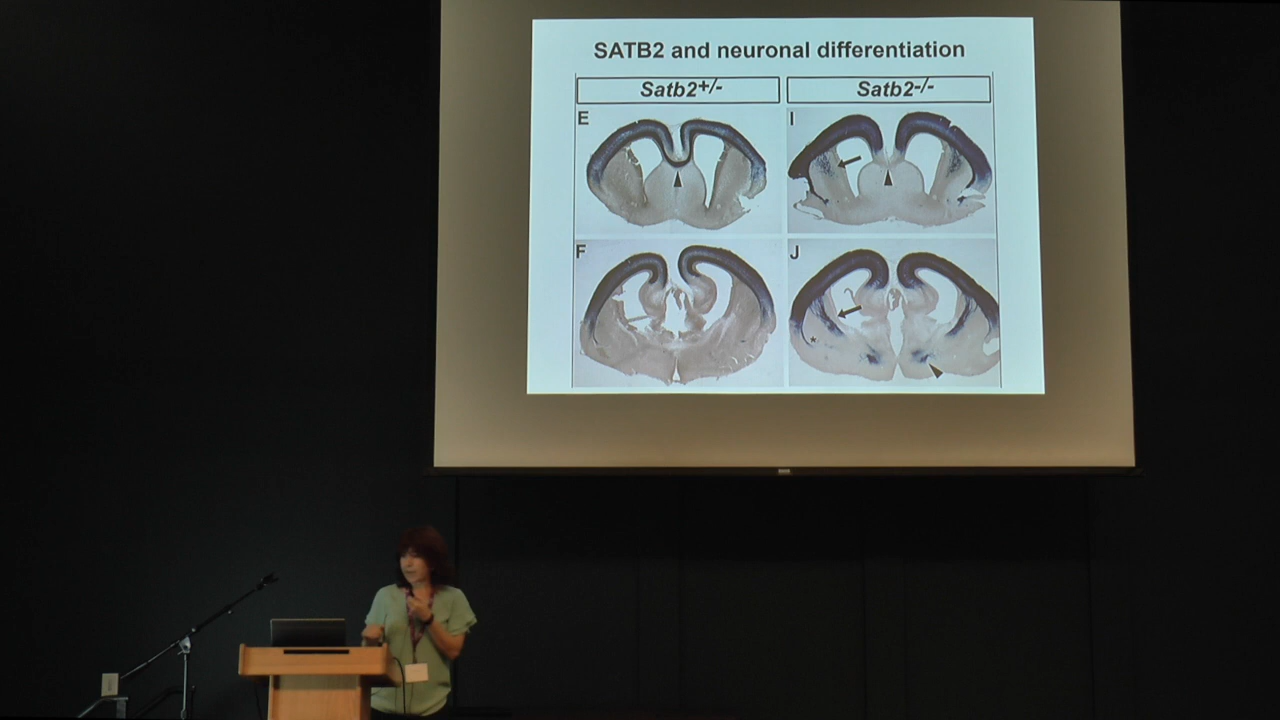 SATB2 and neuronal differentiation
Satb2+/-
Satb2-/-
E
I
F
J
*